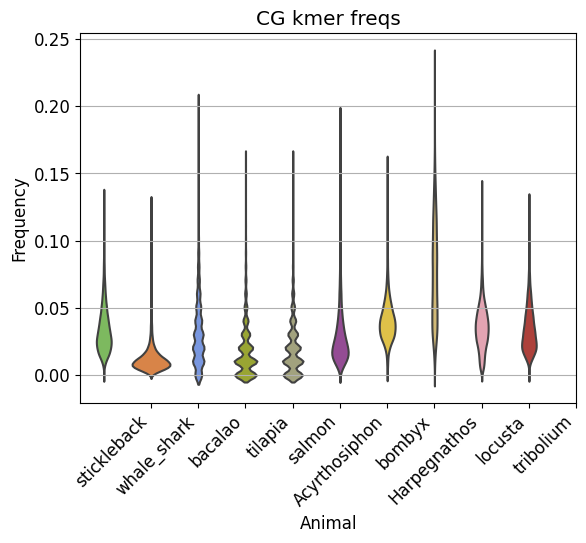 CG kmer freqs
0.25
0.20
0.15
0.10
0.05
0.00
Frequency
stickleback
whale_shark
bacalao
tilapia
salmon
Acyrthosiphon
bombyx
Harpegnathos
locusta
tribolium
Animal